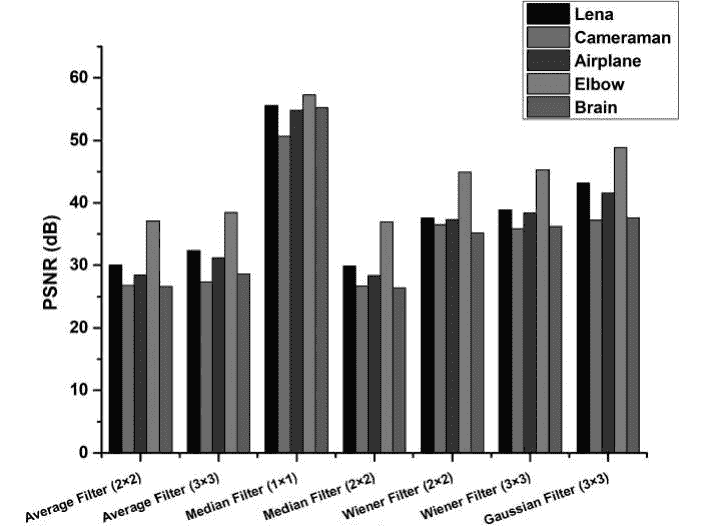 Lena
Cameraman
Airplane
Elbow
Brain
60
50
40
30
20
10
0
PSNR (dB)
Average Filter (2×2)
Average Filter (3×3)
Median Filter (1×1)
Median Filter (2×2)
Wiener Filter (2×2)
Wiener Filter (3×3)
Gaussian Filter (3×3)